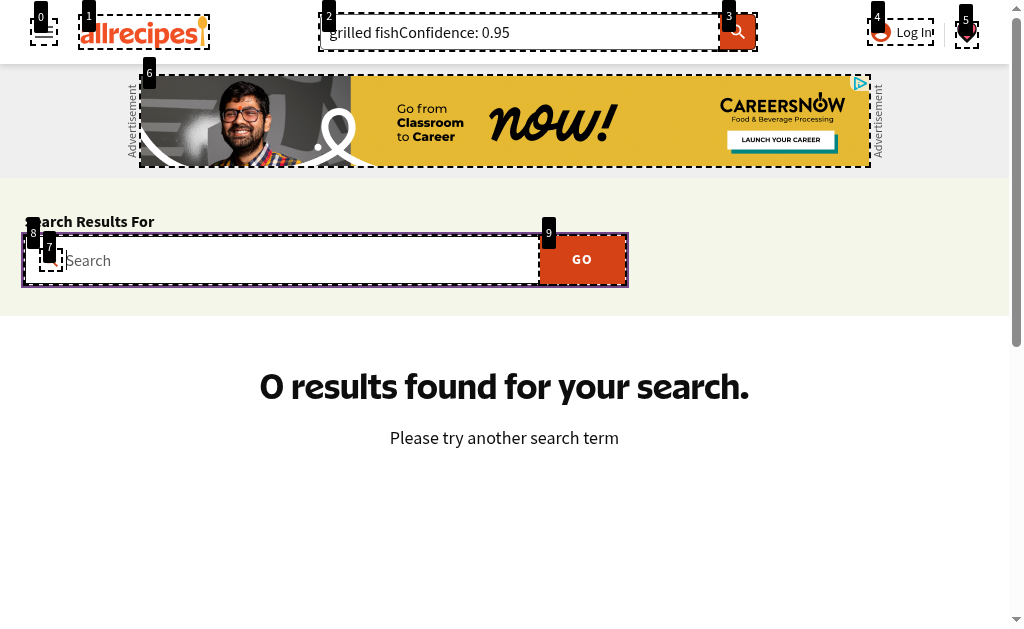 0
1
2
3
4
5
allrecipes
grilled fishConfidence: 0.95
Log In
6
Advertisement
Go from
Classroom
to Career
now!
CAREERSNOW
Food & Beverage Processing
LAUNCH YOUR CAREER
Advertisement
Search Results For
8
7
9
Search
GO
0 results found for your search.
Please try another search term